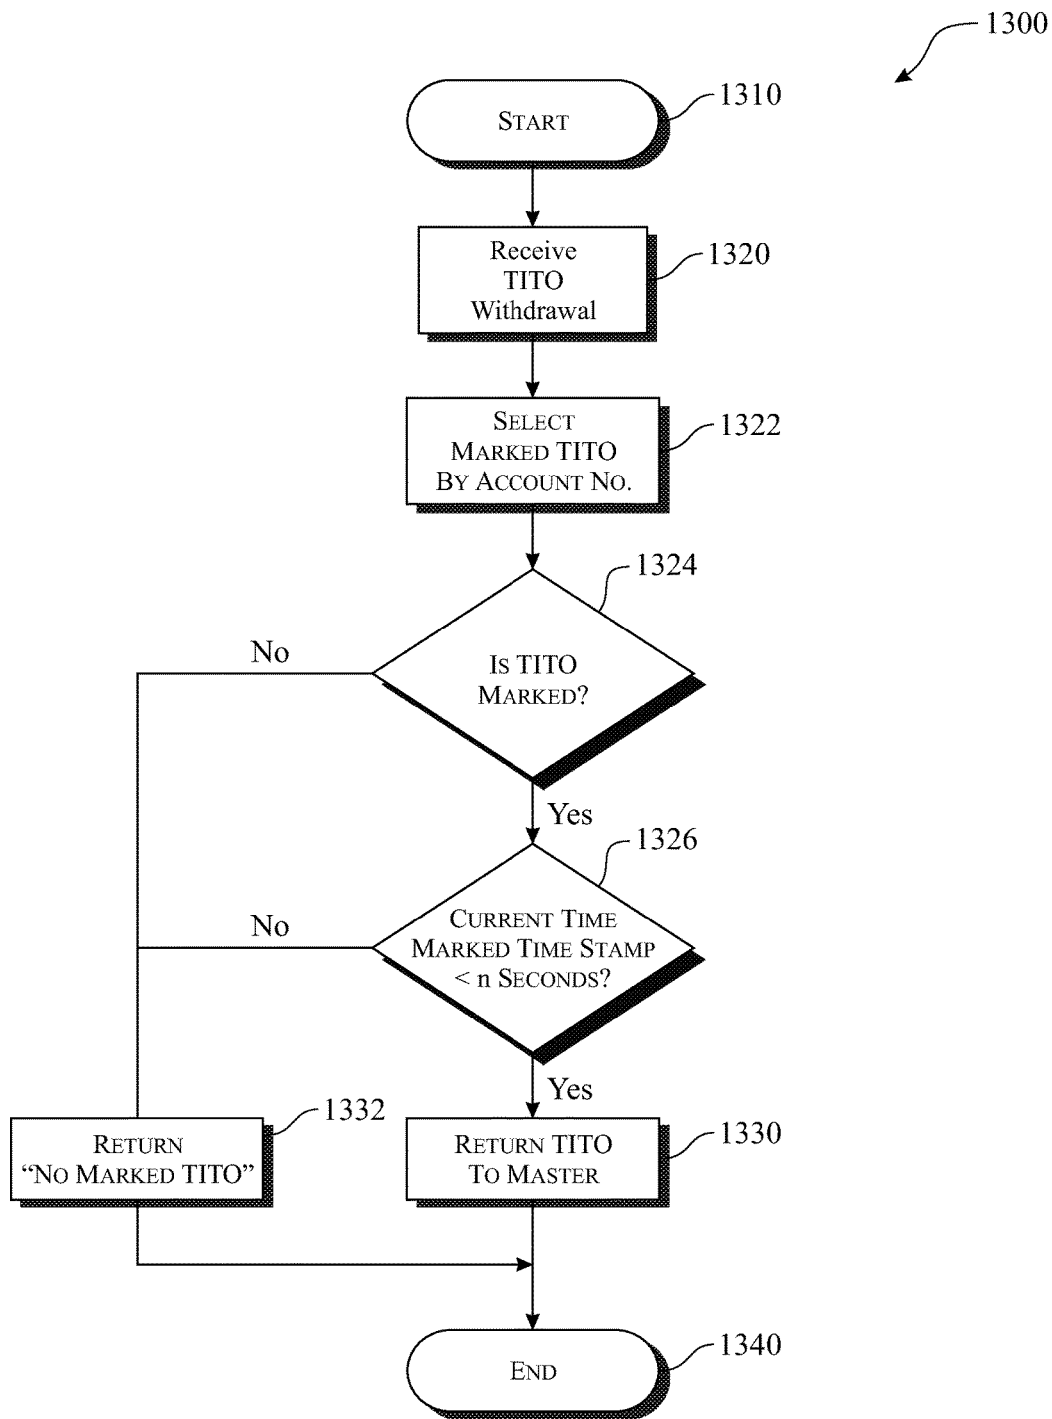 1300
START
1310
Receive
TITO
Withdrawal
1320
SELECT
MARKED TITO
BY ACCOUNT NO.
1322
1324
No
IS TITO
MARKED?
Yes
1326
No
CURRENT TIME
MARKED TIME STAMP
< n SECONDS?
Yes
1332
RETURN
“NO MARKED TITO”
RETURN TITO
TO MASTER
1330
END
1340